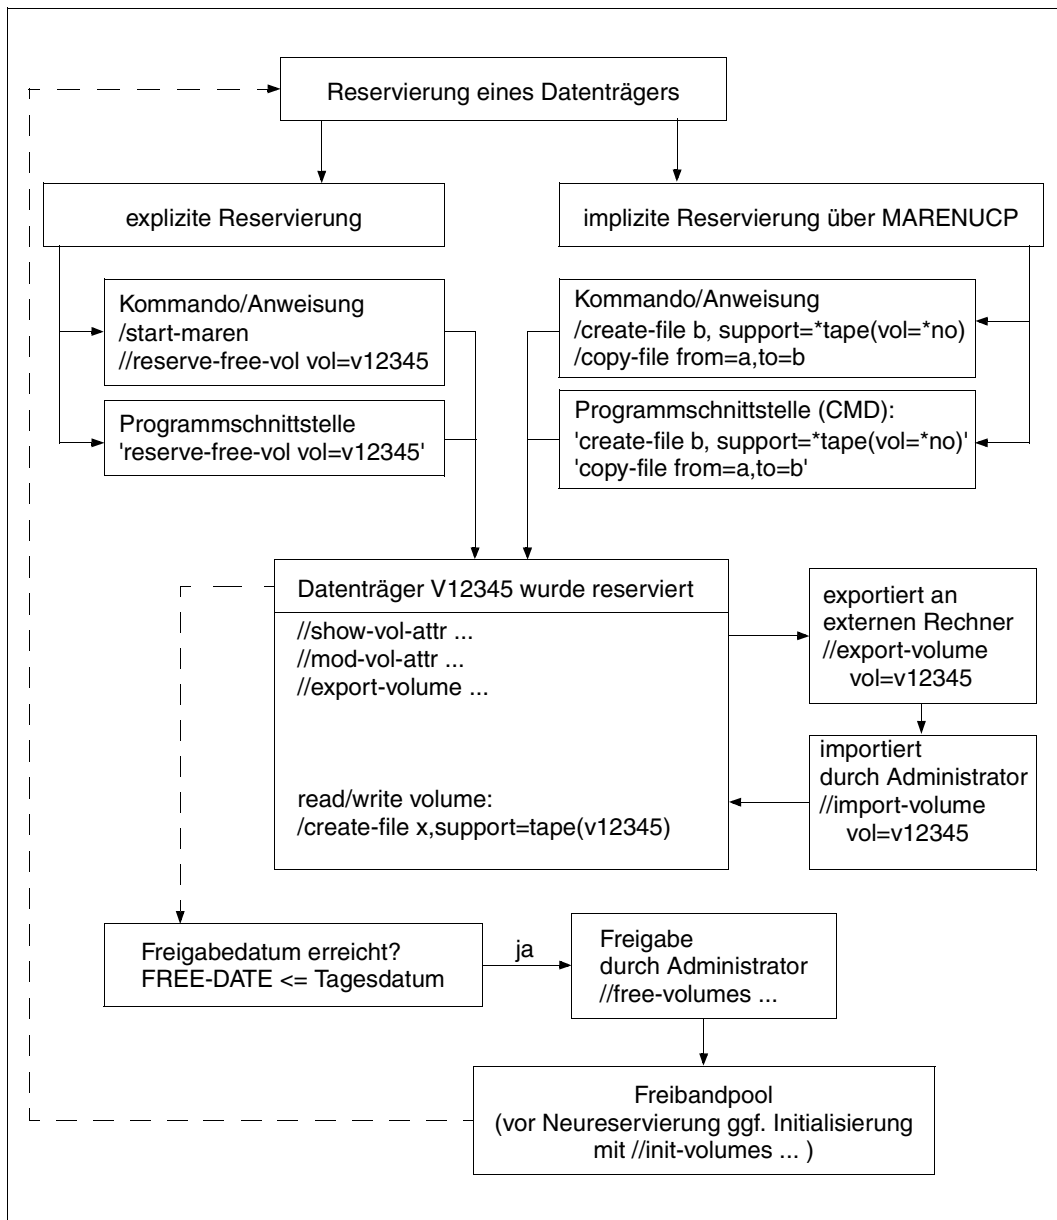 Reservierung eines Datenträgers
explizite Reservierung
implizite Reservierung über MARENUCP
Kommando/Anweisung
/start-maren
//reserve-free-vol vol=v12345
Programmschnittstelle
'reserve-free-vol vol=v12345'
Kommando/Anweisung
/create-file b, support=*tape(vol=*no)
/copy-file from=a,to=b
Programmschnittstelle (CMD):
'create-file b, support=*tape(vol=*no)'
'copy-file from=a,to=b'
Datenträger V12345 wurde reserviert
//show-vol-attr ...
//mod-vol-attr ...
//export-volume ...
read/write volume:
/create-file x,support=tape(v12345)
exportiert an
externen Rechner
//export-volume
vol=v12345
importiert
durch Administrator
//import-volume
vol=v12345
Freigabedatum erreicht?
FREE-DATE <= Tagesdatum
ja
Freigabe
durch Administrator
//free-volumes ...
Freibandpool
(vor Neureservierung ggf. Initialisierung
mit //init-volumes ... )